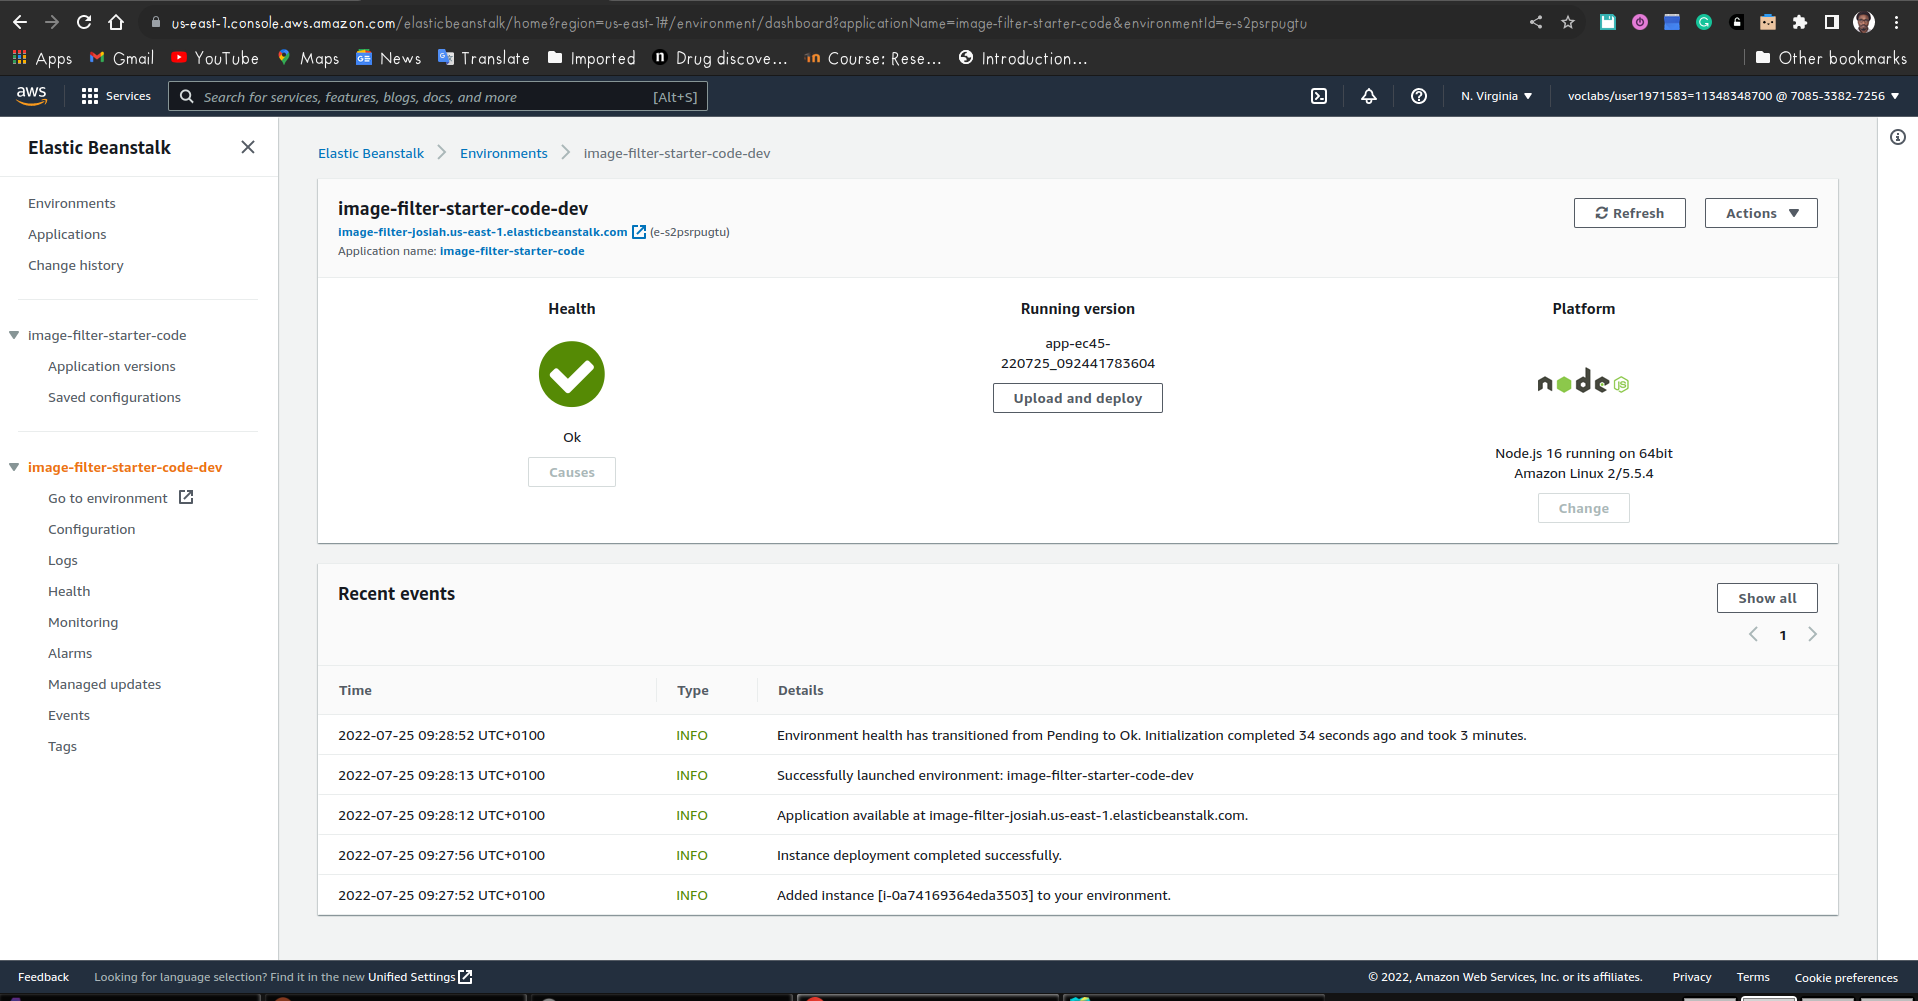 us-east-1.console.aws.amazon.com/elasticbeanstalk/home?region=us-east-1#/environment/dashboard?applicationName=image-filter-starter-code&environmentId=e-s2psrpugtu
Apps Gmail YouTube Maps News Translate Imported Drug discove... Course: Rese... Introduction... Other bookmarks
aws Services Search for services, features, blogs, docs, and more [Alt+S] N. Virginia ▼ voclabs/user1971583=11348348700 @ 7085-3382-7256 ▼
Elastic Beanstalk
Environments
Applications
Change history
image-filter-starter-code
Application versions
Saved configurations
image-filter-starter-code-dev
Go to environment
Configuration
Logs
Health
Monitoring
Alarms
Managed updates
Events
Tags
Elastic Beanstalk > Environments > image-filter-starter-code-dev
image-filter-starter-code-dev
image-filter-josiah.us-east-1.elasticbeanstalk.com (e-s2psrpugtu)
Application name: image-filter-starter-code
Refresh Actions ▼
Health
Ok
Causes
Running version
app-ec45-
220725_092441783604
Upload and deploy
Platform
node JS
Node.js 16 running on 64bit
Amazon Linux 2/5.5.4
Change
Recent events
Show all
< 1 >
Time Type Details
2022-07-25 09:28:52 UTC+0100 INFO Environment health has transitioned from Pending to Ok. Initialization completed 34 seconds ago and took 3 minutes.
2022-07-25 09:28:13 UTC+0100 INFO Successfully launched environment: image-filter-starter-code-dev
2022-07-25 09:28:12 UTC+0100 INFO Application available at image-filter-josiah.us-east-1.elasticbeanstalk.com.
2022-07-25 09:27:56 UTC+0100 INFO Instance deployment completed successfully.
2022-07-25 09:27:52 UTC+0100 INFO Added instance [i-0a74169364eda3503] to your environment.
Feedback Looking for language selection? Find it in the new Unified Settings © 2022, Amazon Web Services, Inc. or its affiliates. Privacy Terms Cookie preferences